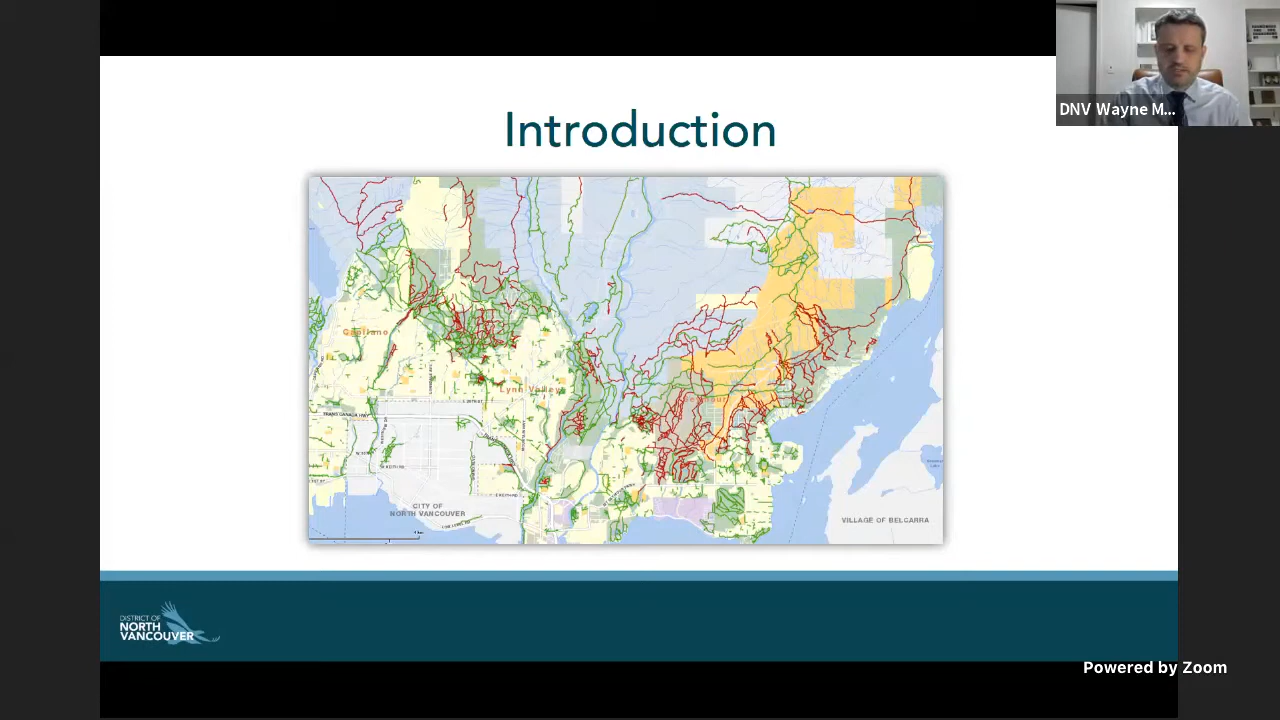 DNV Wayne M...
Introduction
Capilano
Lynn Valley
Seymour
TRANS CANADA HWY
CITY OF
NORTH VANCOUVER
VILLAGE OF BELCARRA
DISTRICT OF
NORTH
VANCOUVER
Powered by Zoom